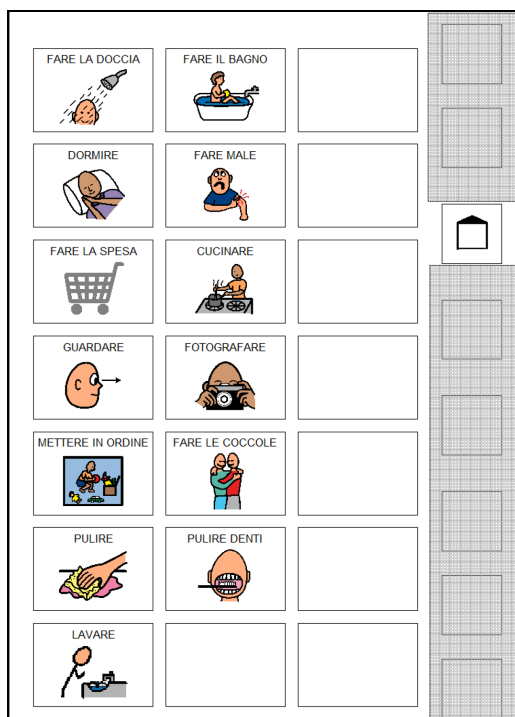 FARE LA DOCCIA
FARE IL BAGNO
DORMIRE
FARE MALE
FARE LA SPESA
CUCINARE
GUARDARE
FOTOGRAFARE
METTERE IN ORDINE
FARE LE COCCOLE
PULIRE
PULIRE DENTI
LAVARE